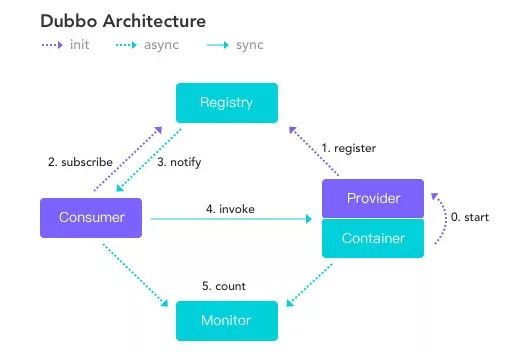 Dubbo Architecture
init async sync
Registry
2. subscribe 3. notify 1. register
Consumer 4. invoke Provider
Container 0. start
5. count
Monitor